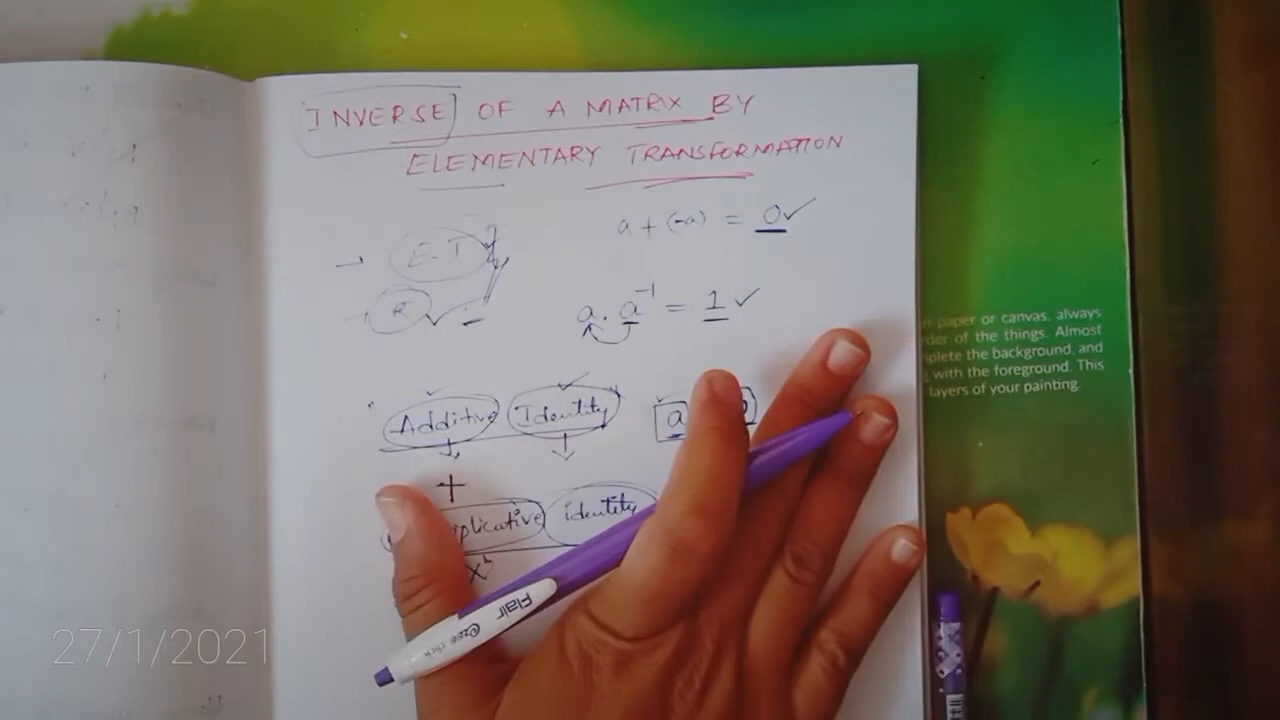 INVERSE OF A MATRIX BY
ELEMENTARY TRANSFORMATION
a + (-a) = 0 ✓
→ E.T
→ R ✓
a . a⁻¹ = 1 ✓
Additive Identity
a
+
plicative identity
x
Flair Ezee click
paper or canvas, always
der of the things. Almost
plete the background, and
with the foreground. This
layers of your painting.
27/1/2021